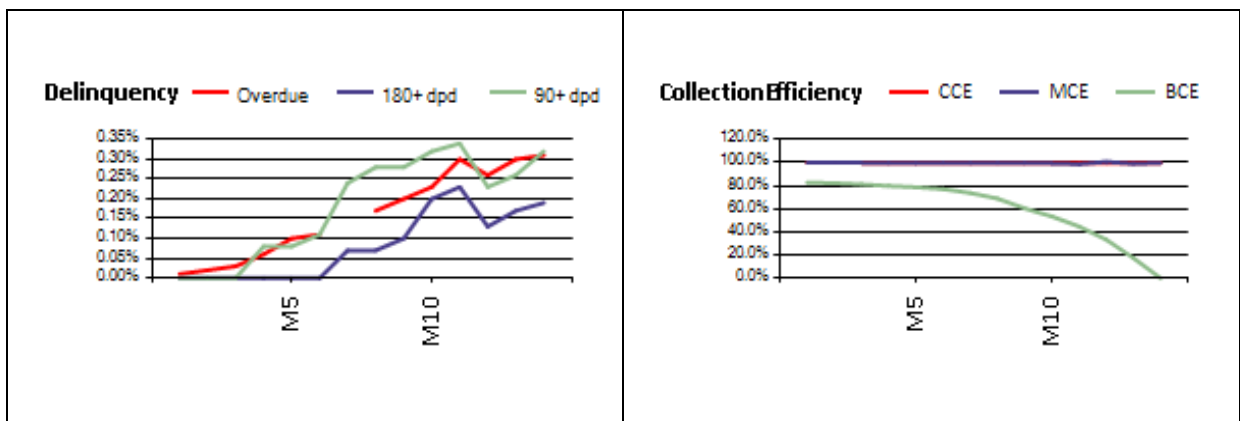 Delinquency Overdue 180+ dpd 90+ dpd
0.35%
0.30%
0.25%
0.20%
0.15%
0.10%
0.05%
0.00%
M5
M10
Collection Efficiency CCE MCE BCE
120.0%
100.0%
80.0%
60.0%
40.0%
20.0%
0.0%
M5
M10